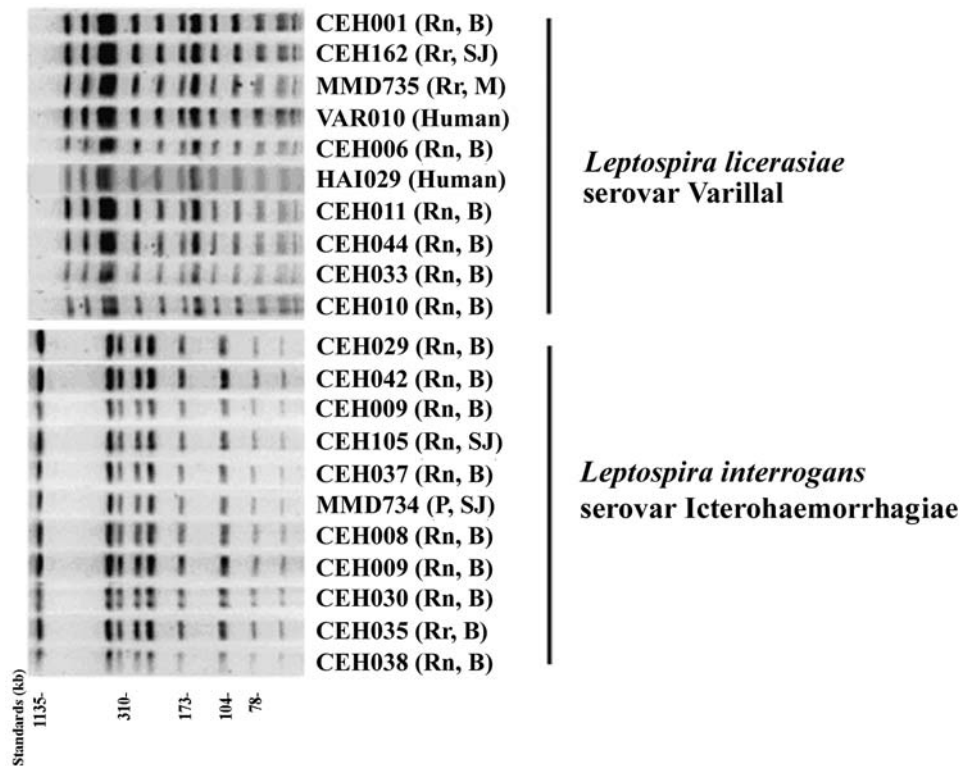 CEH001 (Rn, B)
CEH162 (Rr, SJ)
MMD735 (Rr, M)
VAR010 (Human)
CEH006 (Rn, B)
HAI029 (Human)
CEH011 (Rn, B)
CEH044 (Rn, B)
CEH033 (Rn, B)
CEH010 (Rn, B)
Leptospira licerasiae
serovar Varillal
CEH029 (Rn, B)
CEH042 (Rn, B)
CEH009 (Rn, B)
CEH105 (Rn, SJ)
CEH037 (Rn, B)
MMD734 (P, SJ)
CEH008 (Rn, B)
CEH009 (Rn, B)
CEH030 (Rn, B)
CEH035 (Rr, B)
CEH038 (Rn, B)
Leptospira interrogans
serovar Icterohaemorrhagiae
Standards (kb)
1135-
310-
173-
104-
78-